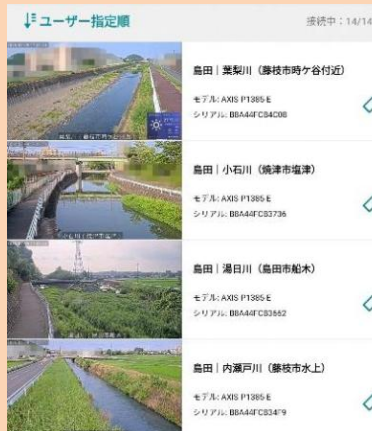 ユーザー指定順
接続中：14/14
島田｜葉梨川（藤枝市時ケ谷付近）
モデル: AXIS P1385-E
シリアル: B8A44FCB4C08
島田｜小石川（焼津市塩津）
モデル: AXIS P1385-E
シリアル: B8A44FCB3736
島田｜湯日川（島田市船木）
モデル: AXIS P1385-E
シリアル: B8A44FCB3662
島田｜内瀬戸川（藤枝市水上）
モデル: AXIS P1385-E
シリアル: B8A44FCB34F9